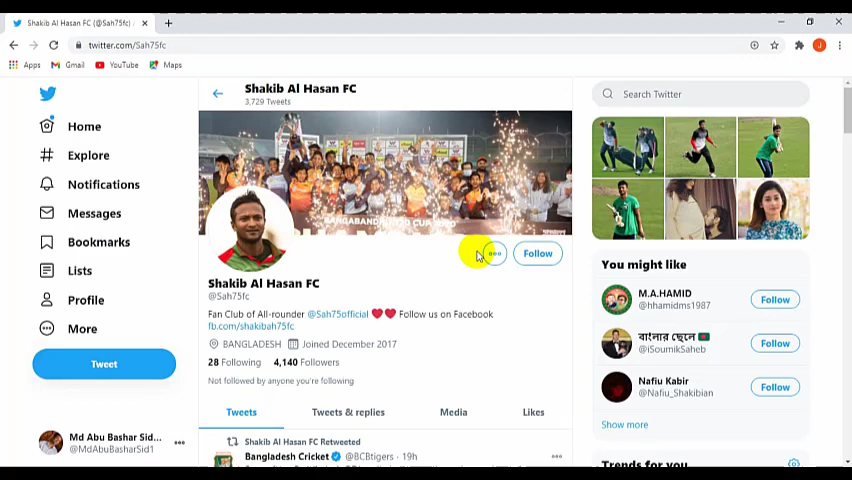 Shakib Al Hasan FC (@Sah75fc) /
twitter.com/Sah75fc
J
Apps Gmail YouTube Maps
Shakib Al Hasan FC
3,729 Tweets
Search Twitter
Home
Explore
Notifications
Messages
Bookmarks
Lists
Profile
More
Tweet
Md Abu Bashar Sid...
@MdAbuBasharSid1
Follow
Shakib Al Hasan FC
@Sah75fc
Fan Club of All-rounder @Sah75official ❤️❤️ Follow us on Facebook
fb.com/shakibah75fc
BANGLADESH Joined December 2017
28 Following 4,140 Followers
Not followed by anyone you're following
Tweets Tweets & replies Media Likes
Shakib Al Hasan FC Retweeted
Bangladesh Cricket @BCBtigers · 19h
You might like
M.A.HAMID
@hhamidms1987
Follow
বাংলার ছেলে 🇧🇩
@iSoumikSaheb
Follow
Nafiu Kabir
@Nafiu_Shakibian
Follow
Show more
Trends for you